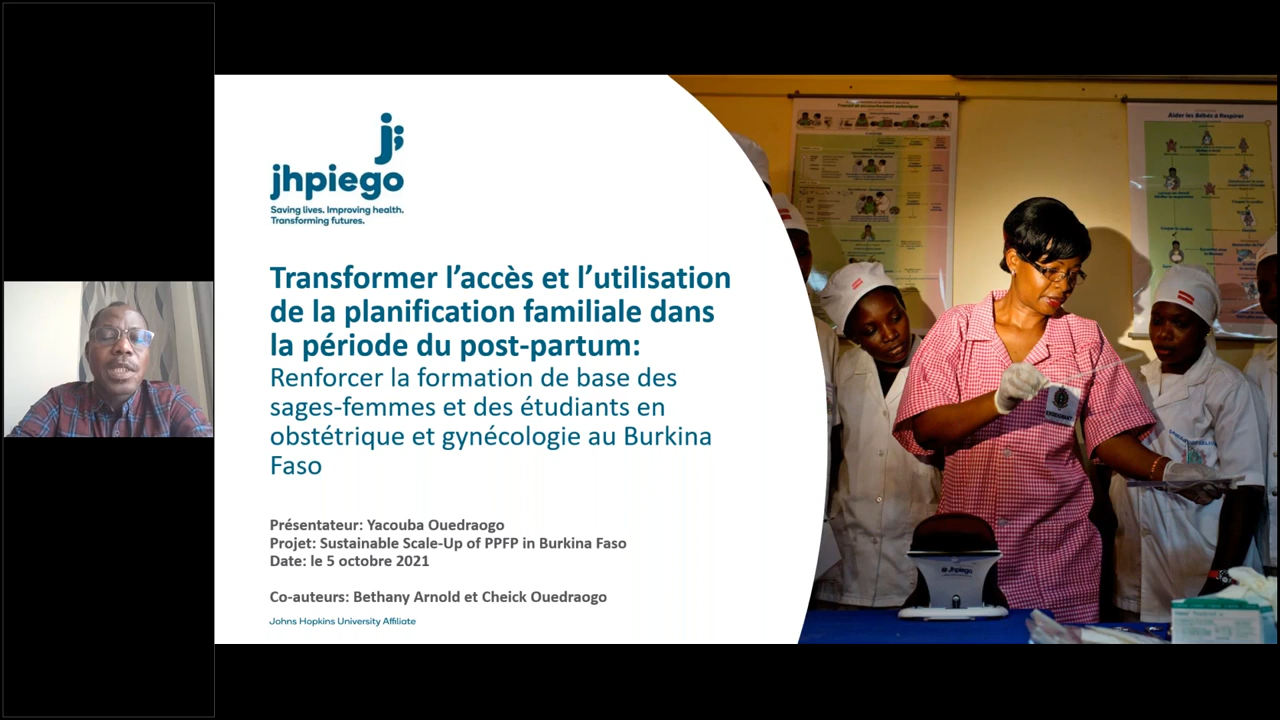 jhpiego
Saving lives. Improving health.
Transforming futures.
Transformer l’accès et l’utilisation
de la planification familiale dans
la période du post-partum:
Renforcer la formation de base des
sages-femmes et des étudiants en
obstétrique et gynécologie au Burkina
Faso
Présentateur: Yacouba Ouedraogo
Projet: Sustainable Scale-Up of PPFP in Burkina Faso
Date: le 5 octobre 2021
Co-auteurs: Bethany Arnold et Cheick Ouedraogo
Johns Hopkins University Affiliate
Aider les Bébés à Respirer
Jhpiego